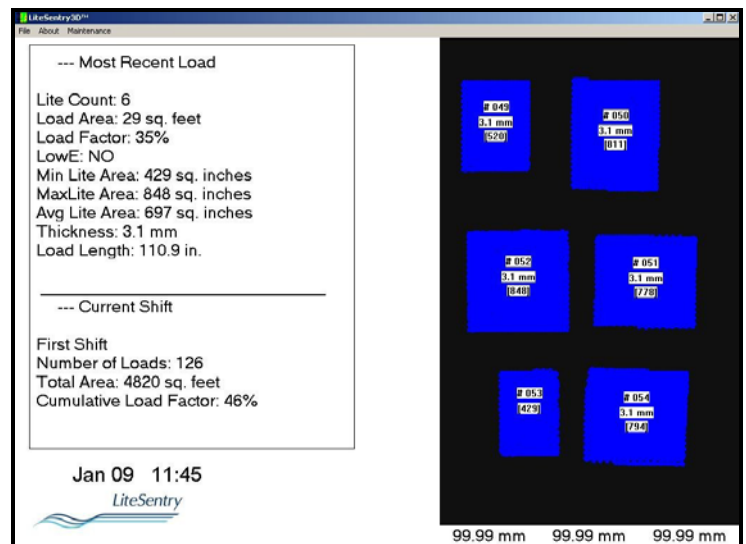 LiteSentry3D™
File About Maintenance
--- Most Recent Load
Lite Count: 6
Load Area: 29 sq. feet
Load Factor: 35%
LowE: NO
Min Lite Area: 429 sq. inches
MaxLite Area: 848 sq. inches
Avg Lite Area: 697 sq. inches
Thickness: 3.1 mm
Load Length: 110.9 in.
--- Current Shift
First Shift
Number of Loads: 126
Total Area: 4820 sq. feet
Cumulative Load Factor: 46%
Jan 09 11:45
LiteSentry
# 049
3.1 mm
[520]
# 050
3.1 mm
[811]
# 052
3.1 mm
[848]
# 051
3.1 mm
[778]
# 053
[429]
# 054
3.1 mm
[794]
99.99 mm 99.99 mm 99.99 mm